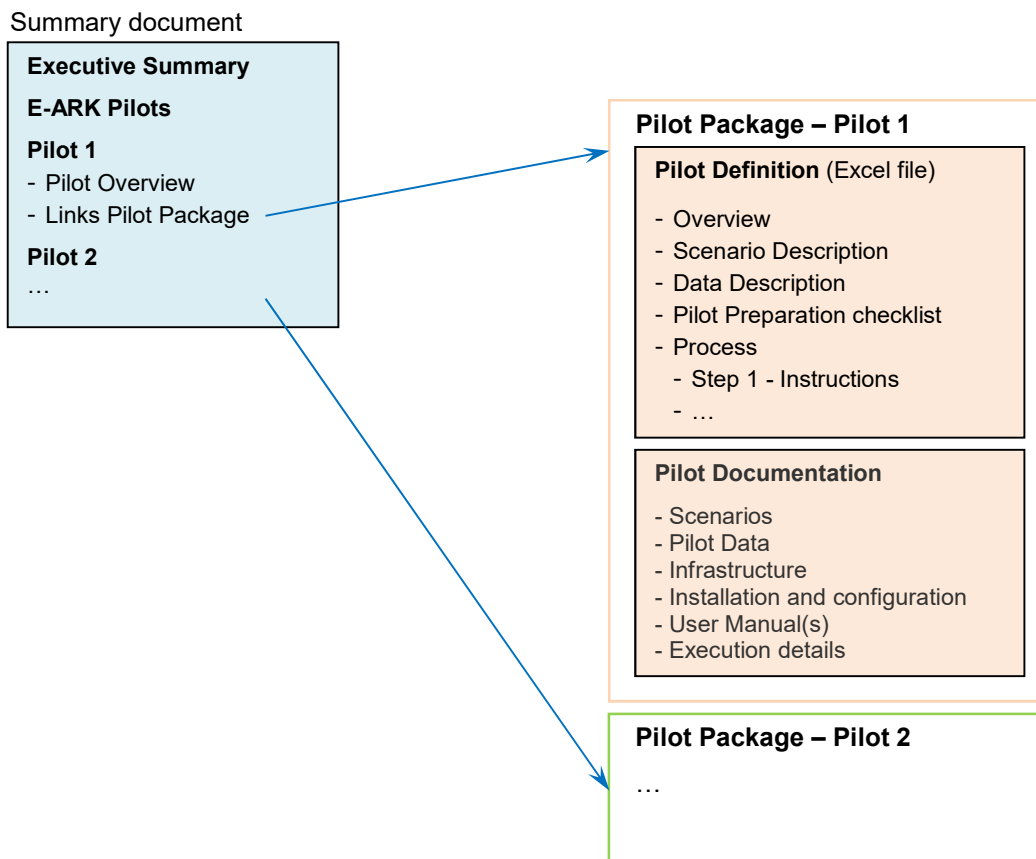 Summary document
Executive Summary
E-ARK Pilots
Pilot 1
- Pilot Overview
- Links Pilot Package
Pilot 2
…
Pilot Package – Pilot 1
Pilot Definition (Excel file)
- Overview
- Scenario Description
- Data Description
- Pilot Preparation checklist
- Process
- Step 1 - Instructions
- …
Pilot Documentation
- Scenarios
- Pilot Data
- Infrastructure
- Installation and configuration
- User Manual(s)
- Execution details
Pilot Package – Pilot 2
…